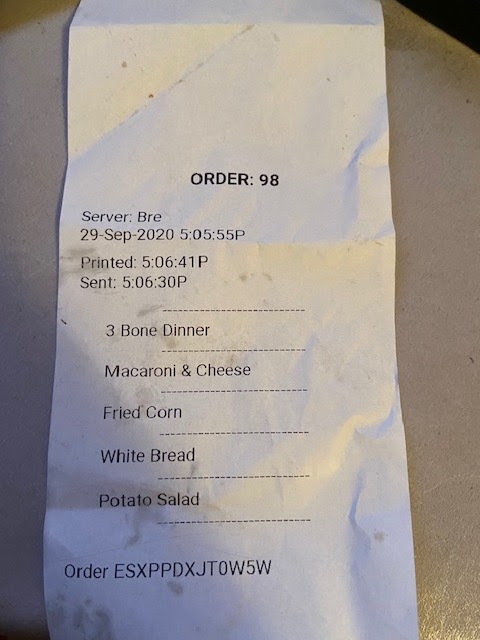 ORDER: 98
Server: Bre
29-Sep-2020 5:05:55P
Printed: 5:06:41P
Sent: 5:06:30P
3 Bone Dinner
Macaroni & Cheese
Fried Corn
White Bread
Potato Salad
Order ESXPPDXJT0W5W